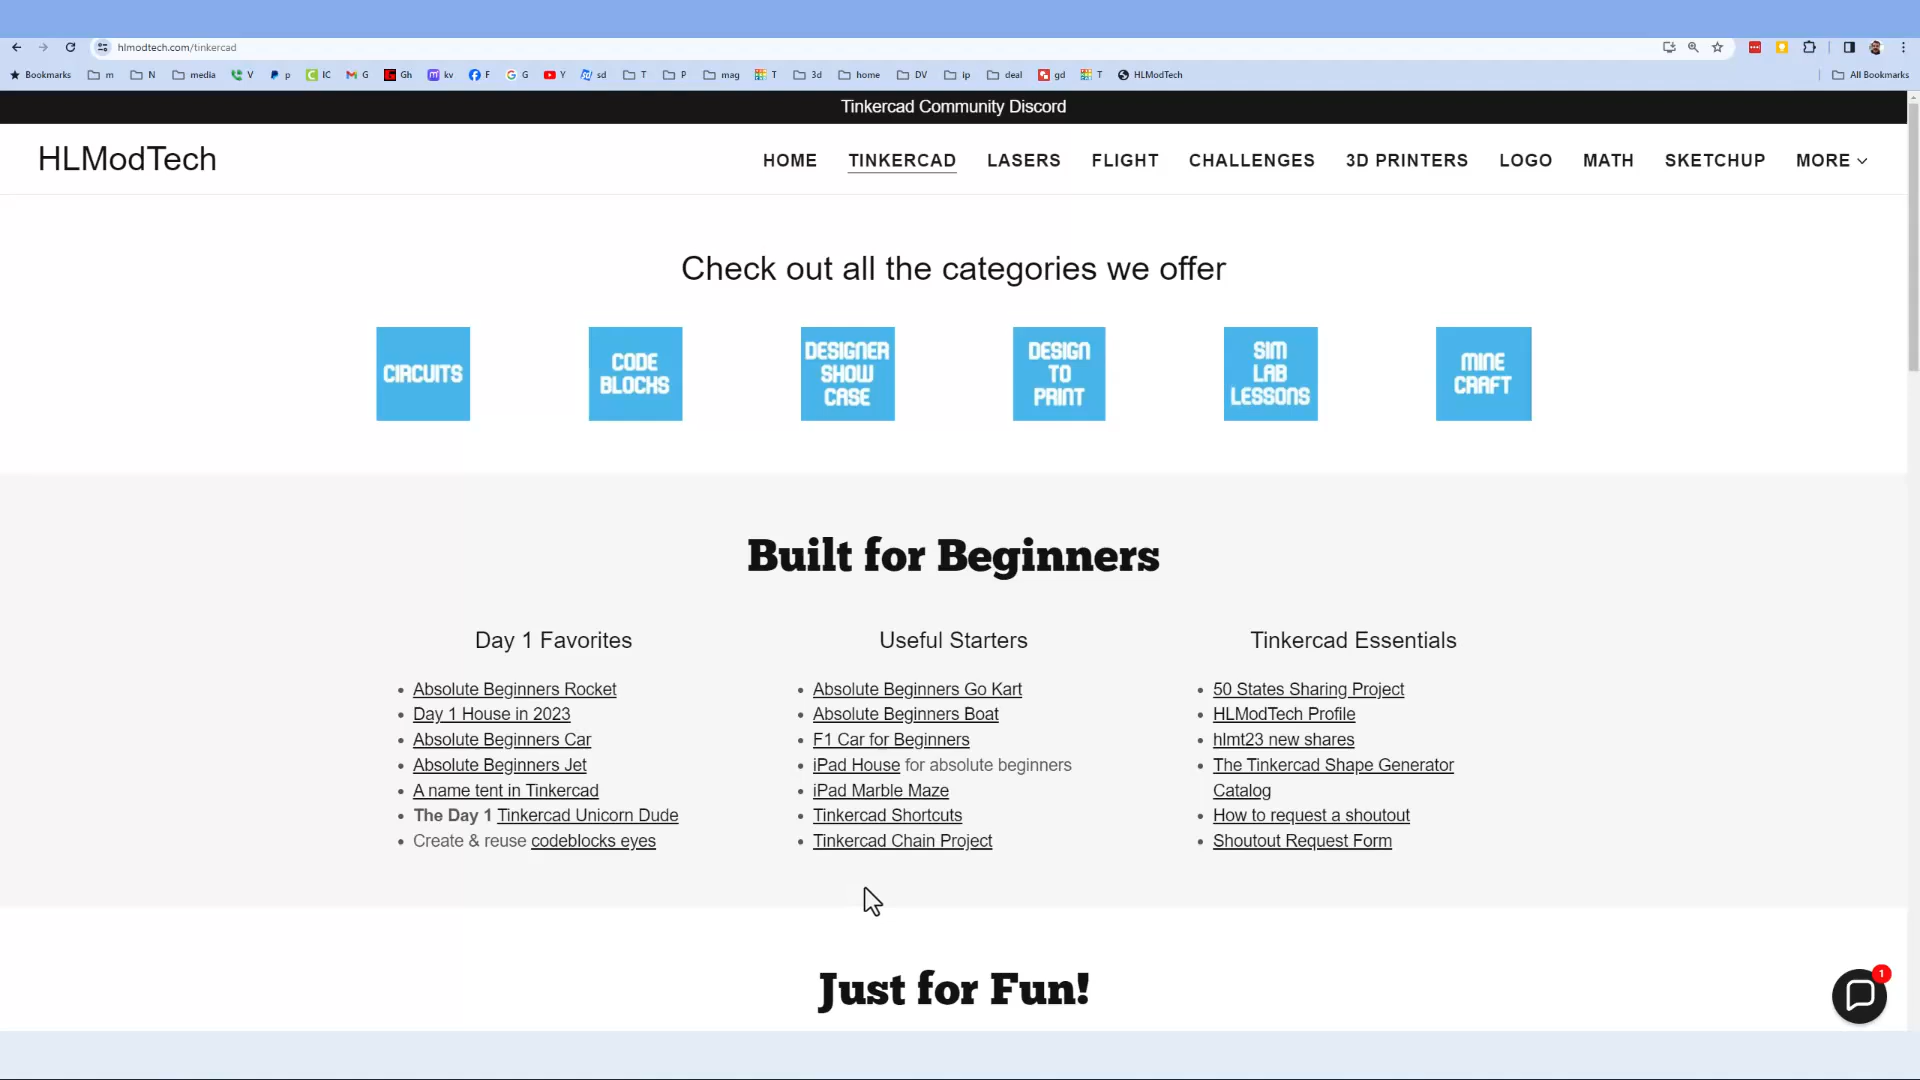 hlmodtech.com/tinkercad
Bookmarks m N media V p IC G Gh kv F G Y sd T P mag T 3d home DV ip deal gd T HLModTech All Bookmarks
Tinkercad Community Discord
HLModTech
HOME TINKERCAD LASERS FLIGHT CHALLENGES 3D PRINTERS LOGO MATH SKETCHUP MORE
Check out all the categories we offer
CIRCUITS
CODE
BLOCKS
DESIGNER
SHOW
CASE
DESIGN
TO
PRINT
SIM
LAB
LESSONS
MINE
CRAFT
Built for Beginners
Day 1 Favorites
Absolute Beginners Rocket
Day 1 House in 2023
Absolute Beginners Car
Absolute Beginners Jet
A name tent in Tinkercad
The Day 1 Tinkercad Unicorn Dude
Create & reuse codeblocks eyes
Useful Starters
Absolute Beginners Go Kart
Absolute Beginners Boat
F1 Car for Beginners
iPad House for absolute beginners
iPad Marble Maze
Tinkercad Shortcuts
Tinkercad Chain Project
Tinkercad Essentials
50 States Sharing Project
HLModTech Profile
hlmt23 new shares
The Tinkercad Shape Generator
Catalog
How to request a shoutout
Shoutout Request Form
Just for Fun!
1